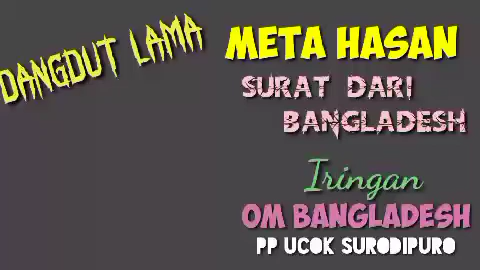 DANGDUT LAMA
META HASAN
SURAT DARI
BANGLADESH
Iringan
OM BANGLADESH
PP UCOK SURODIPURO